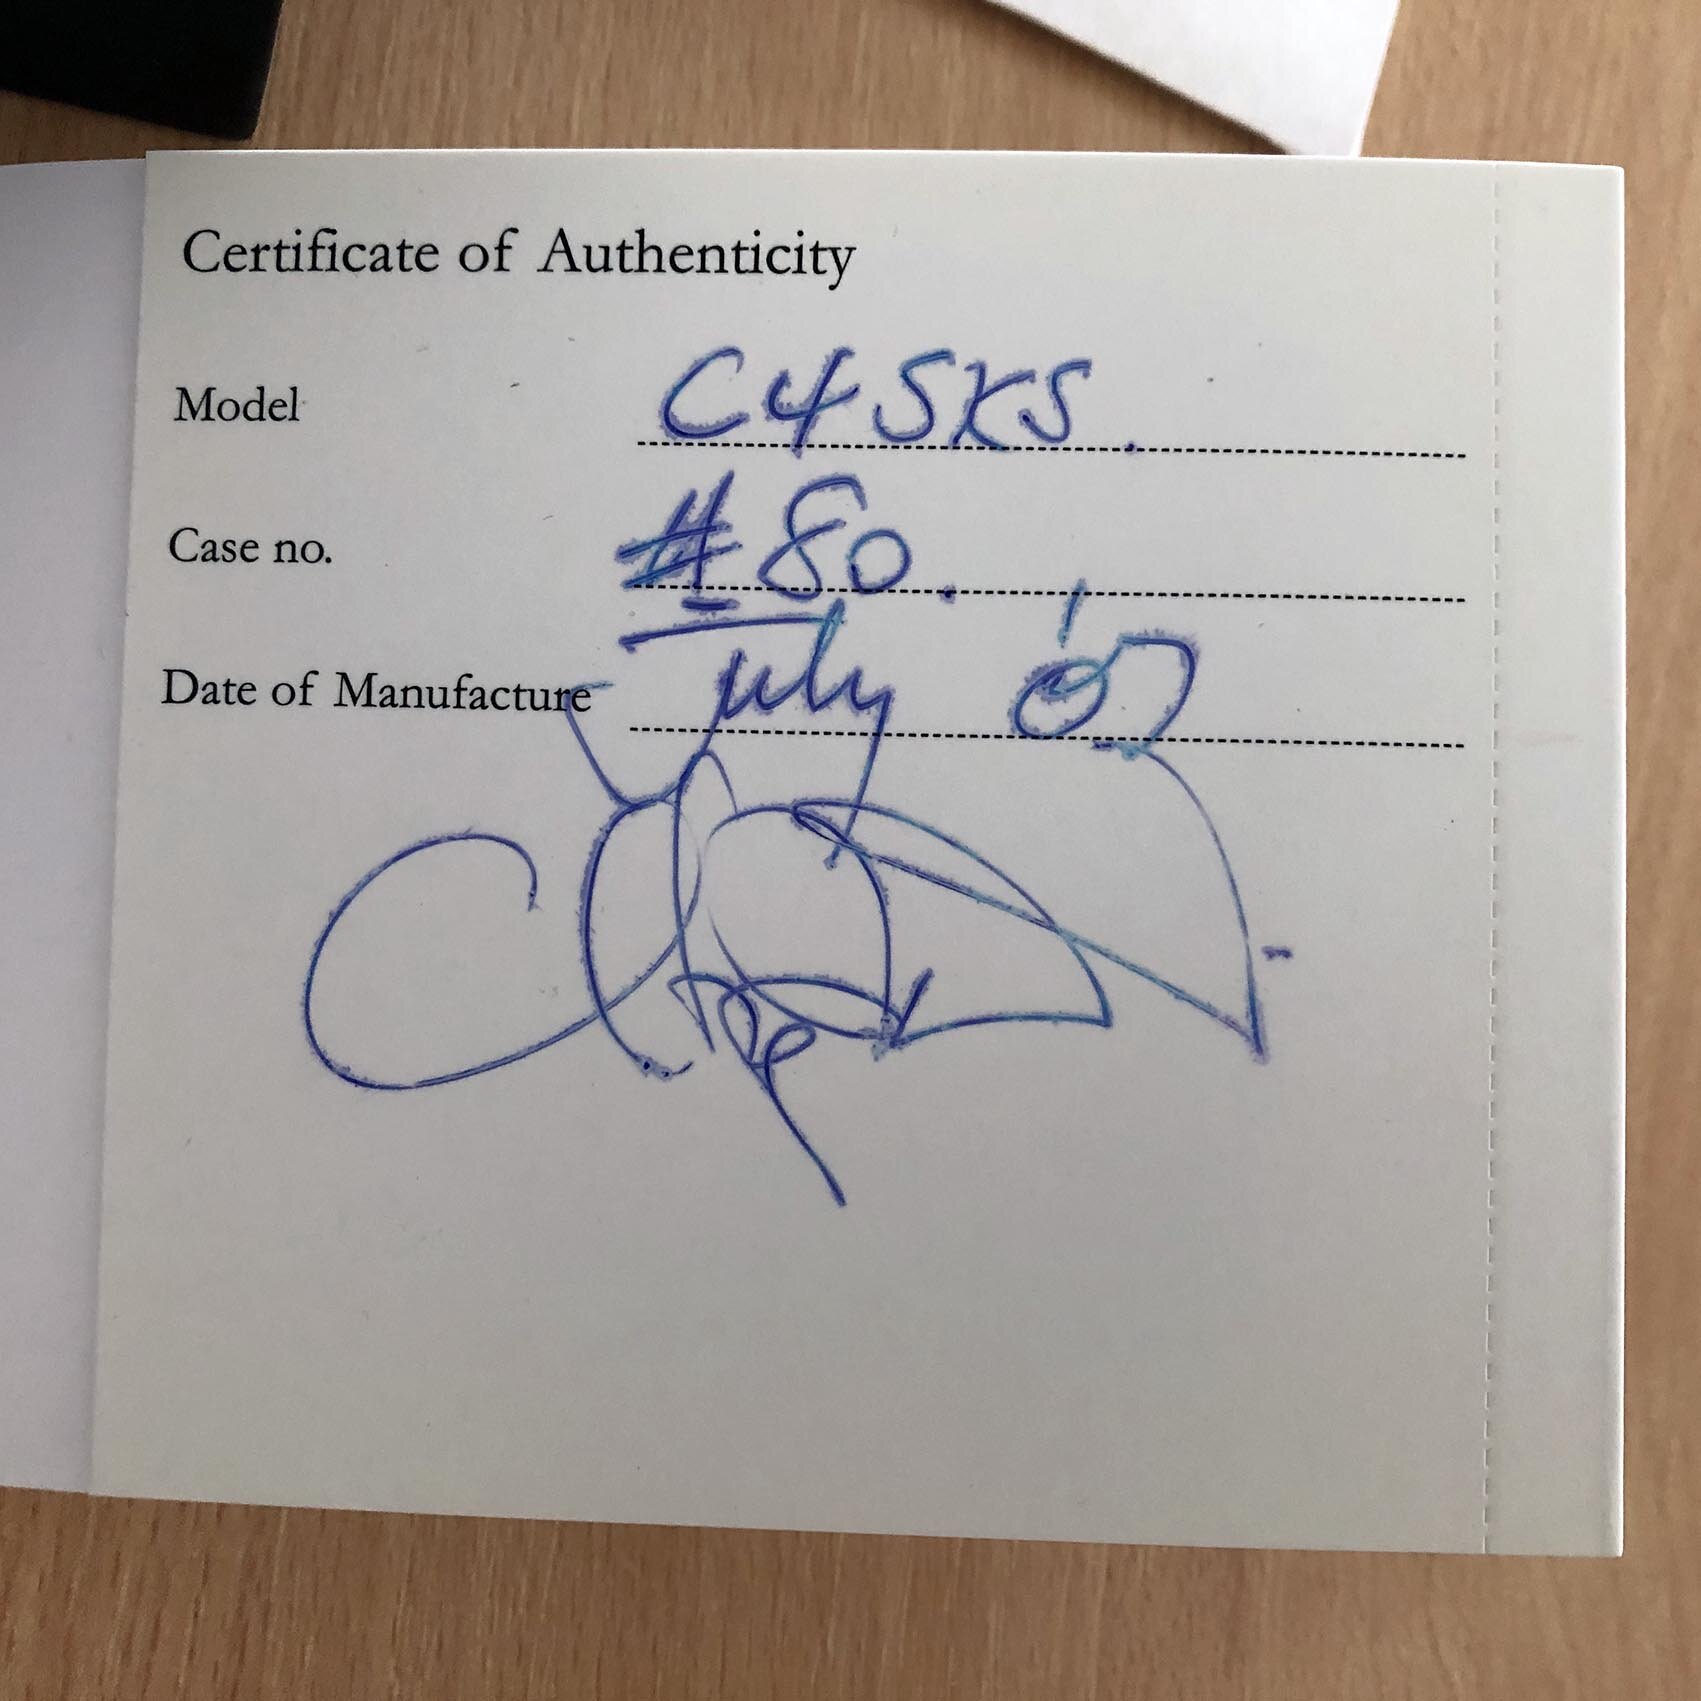 Certificate of Authenticity
Model C4SKS.
Case no. #80.
Date of Manufacture July '07